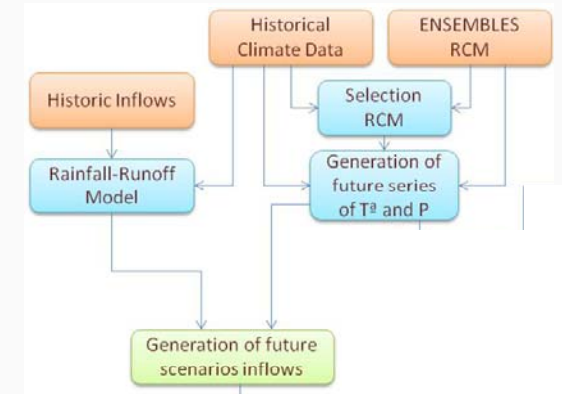 Historical
Climate Data
ENSEMBLES
RCM
Historic Inflows
Selection
RCM
Rainfall-Runoff
Model
Generation of
future series
of Tª and P
Generation of future
scenarios inflows